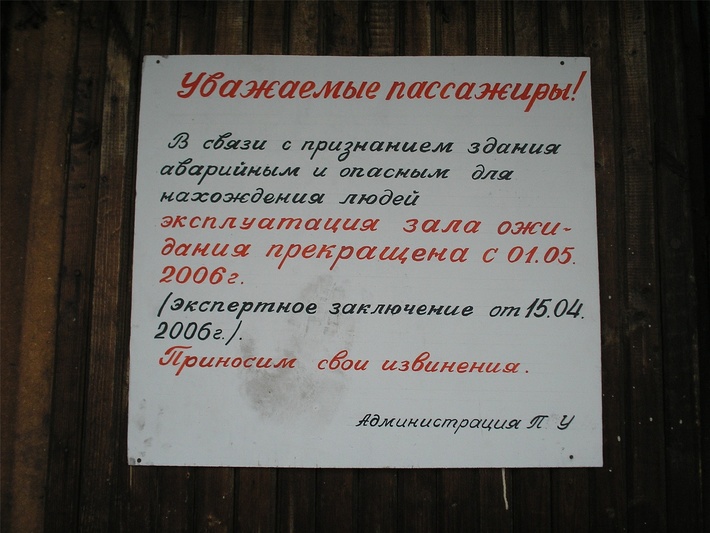 Уважаемые пассажиры!
В связи с признанием здания
аварийным и опасным для
нахождения людей
эксплуатация зала ожи-
дания прекращена с 01.05.
2006г.
(экспертное заключение от 15.04.
2006г.).
Приносим свои извинения.
Администрация П У